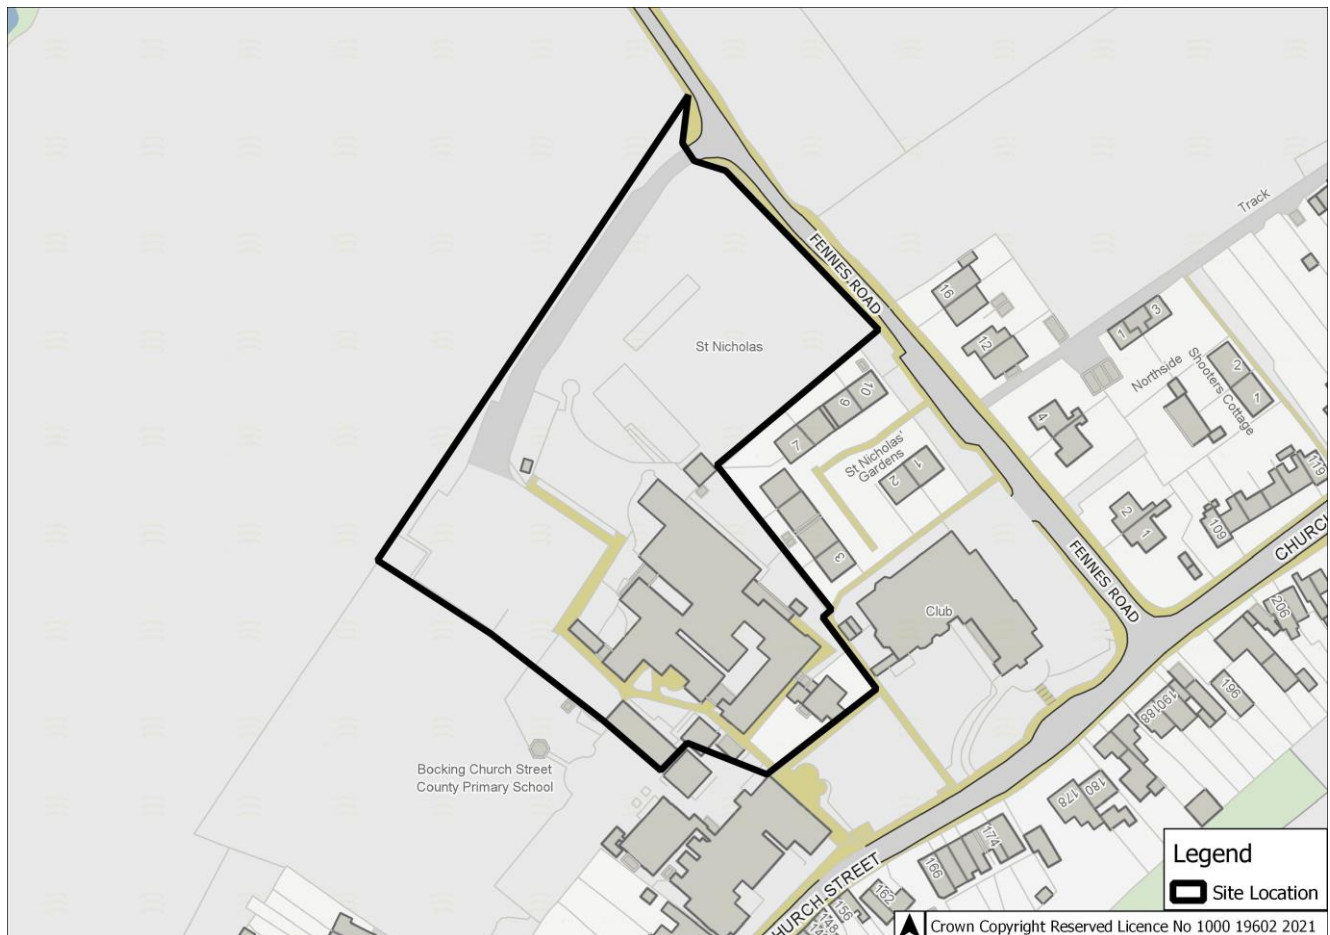 FENNES ROAD
Track
16
12
1
3
St Nicholas
Northside
Shooters Cottage
2
1
10
9
7
4
St Nicholas'
Gardens
1
2
119
2
1
109
3
CHURCH
FENNES ROAD
Club
206
196
190188
Bocking Church Street
County Primary School
180
178
174
166
162
156
148
HURCH STREET
Legend
Site Location
Crown Copyright Reserved Licence No 1000 19602 2021